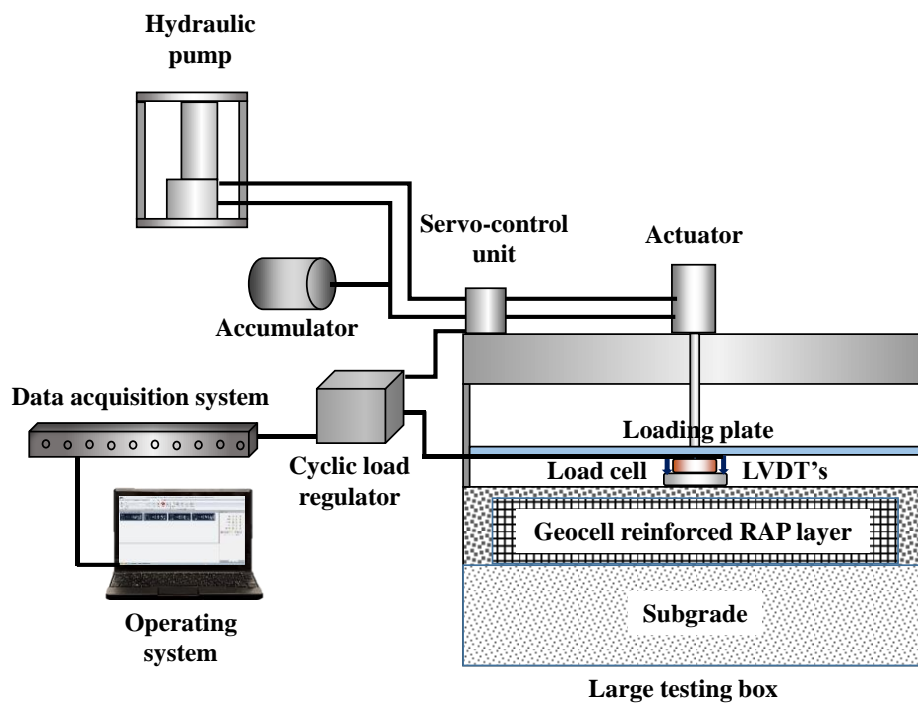 Hydraulic
pump
Servo-control
unit
Actuator
Accumulator
Data acquisition system
Cyclic load
regulator
Loading plate
Load cell
LVDT's
Geocell reinforced RAP layer
Operating
system
Subgrade
Large testing box